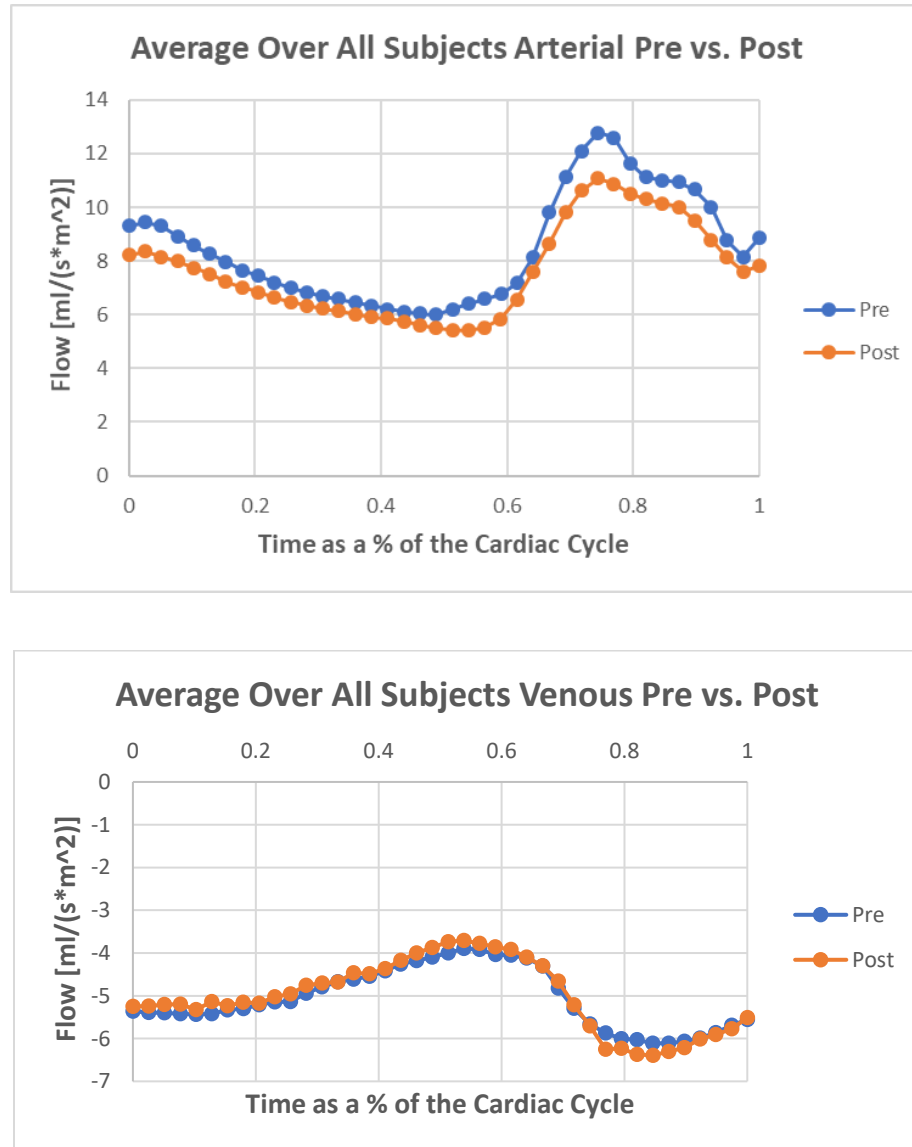 Average Over All Subjects Arterial Pre vs. Post
14
12
10
8
6
4
2
0
Flow [ml/(s*m^2)]
0 0.2 0.4 0.6 0.8 1
Time as a % of the Cardiac Cycle
Pre
Post
Average Over All Subjects Venous Pre vs. Post
0 0.2 0.4 0.6 0.8 1
0
-1
-2
-3
-4
-5
-6
-7
Flow [ml/(s*m^2)]
Time as a % of the Cardiac Cycle
Pre
Post